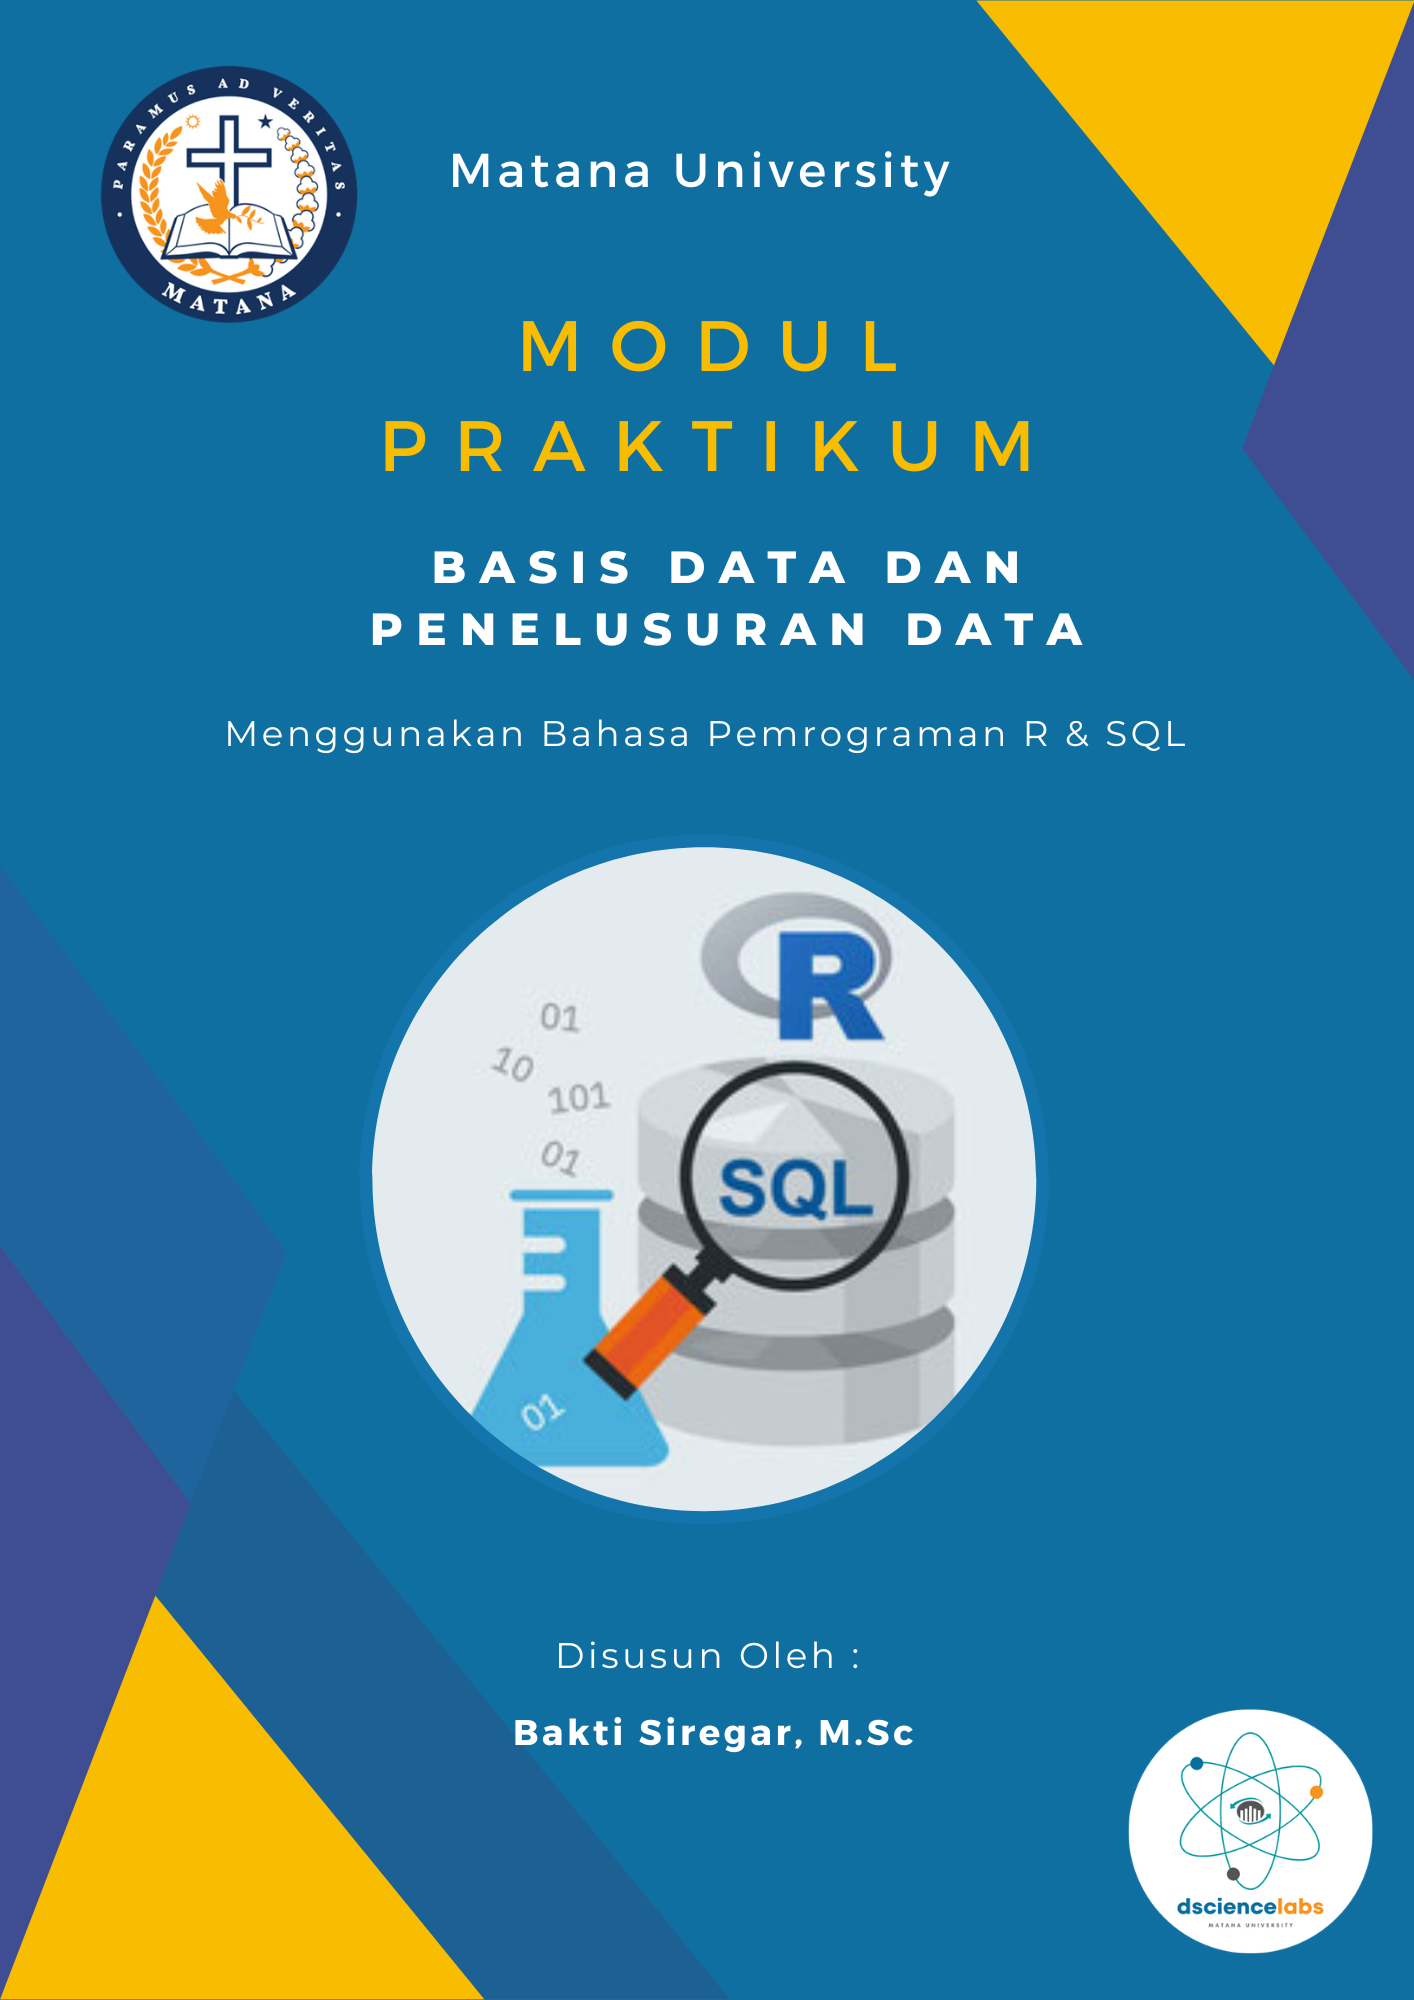 PARAMUS AD VERITAS
MATANA
Matana University
MODUL
PRAKTIKUM
BASIS DATA DAN
PENELUSURAN DATA
Menggunakan Bahasa Pemrograman R & SQL
R
01
10
101
01
SQL
01
Disusun Oleh :
Bakti Siregar, M.Sc
dsciencelabs
MATANA UNIVERSITY